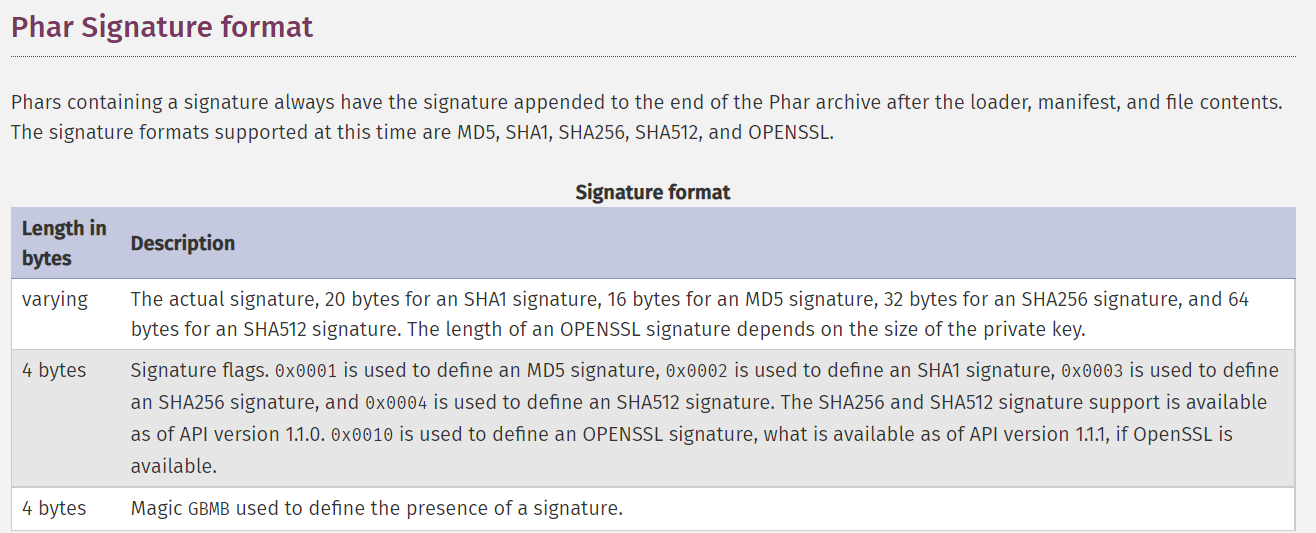 Phar Signature format
Phars containing a signature always have the signature appended to the end of the Phar archive after the loader, manifest, and file contents.
The signature formats supported at this time are MD5, SHA1, SHA256, SHA512, and OPENSSL.
Signature format
Length in
bytes
Description
varying
The actual signature, 20 bytes for an SHA1 signature, 16 bytes for an MD5 signature, 32 bytes for an SHA256 signature, and 64
bytes for an SHA512 signature. The length of an OPENSSL signature depends on the size of the private key.
4 bytes
Signature flags. 0x0001 is used to define an MD5 signature, 0x0002 is used to define an SHA1 signature, 0x0003 is used to define
an SHA256 signature, and 0x0004 is used to define an SHA512 signature. The SHA256 and SHA512 signature support is available
as of API version 1.1.0. 0x0010 is used to define an OPENSSL signature, what is available as of API version 1.1.1, if OpenSSL is
available.
4 bytes
Magic GBMB used to define the presence of a signature.